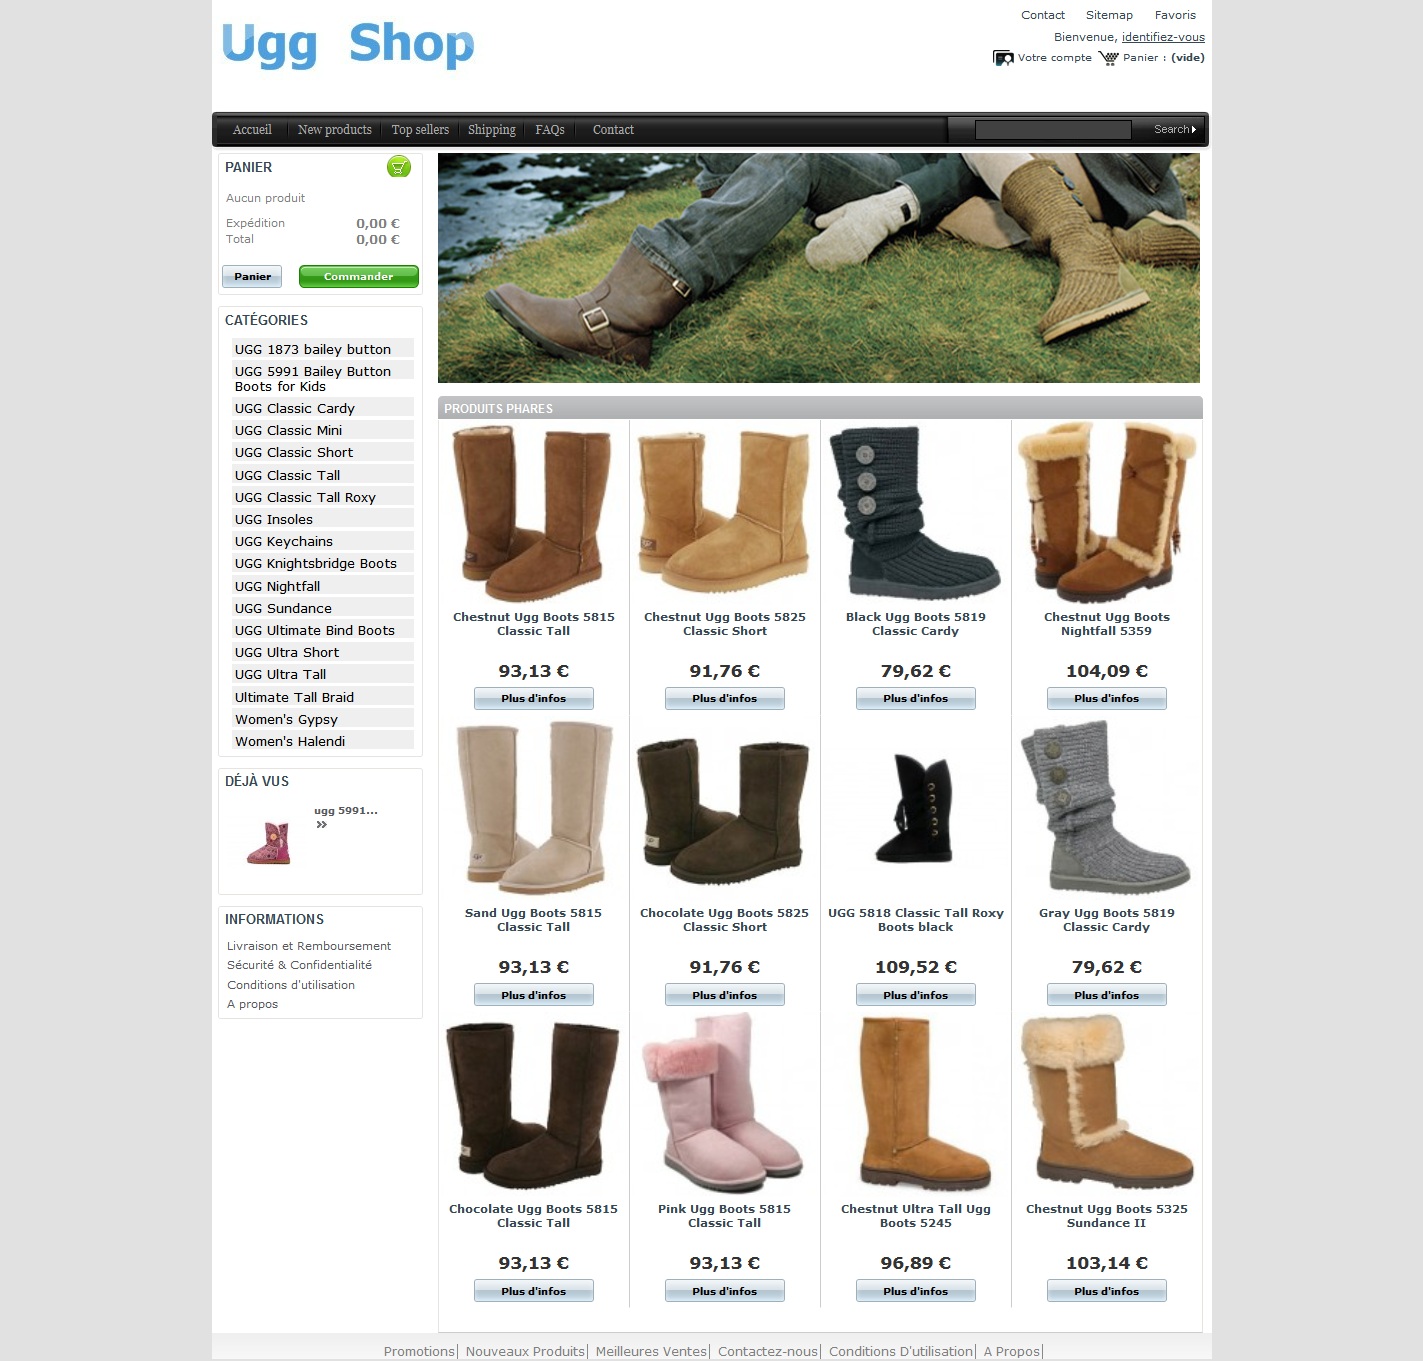 Ugg Shop
Contact Sitemap Favoris
Bienvenue, identifiez-vous
Votre compte Panier : (vide)
Accueil New products Top sellers Shipping FAQs Contact Search
PANIER
Aucun produit
Expédition 0,00 €
Total 0,00 €
Panier Commander
CATÉGORIES
UGG 1873 bailey button
UGG 5991 Bailey Button
Boots for Kids
UGG Classic Cardy
UGG Classic Mini
UGG Classic Short
UGG Classic Tall
UGG Classic Tall Roxy
UGG Insoles
UGG Keychains
UGG Knightsbridge Boots
UGG Nightfall
UGG Sundance
UGG Ultimate Bind Boots
UGG Ultra Short
UGG Ultra Tall
Ultimate Tall Braid
Women's Gypsy
Women's Halendi
DÉJÀ VUS
ugg 5991...
INFORMATIONS
Livraison et Remboursement
Sécurité & Confidentialité
Conditions d'utilisation
A propos
PRODUITS PHARES
Chestnut Ugg Boots 5815
Classic Tall
93,13 €
Plus d'infos
Chestnut Ugg Boots 5825
Classic Short
91,76 €
Plus d'infos
Black Ugg Boots 5819
Classic Cardy
79,62 €
Plus d'infos
Chestnut Ugg Boots
Nightfall 5359
104,09 €
Plus d'infos
Sand Ugg Boots 5815
Classic Tall
93,13 €
Plus d'infos
Chocolate Ugg Boots 5825
Classic Short
91,76 €
Plus d'infos
UGG 5818 Classic Tall Roxy
Boots black
109,52 €
Plus d'infos
Gray Ugg Boots 5819
Classic Cardy
79,62 €
Plus d'infos
Chocolate Ugg Boots 5815
Classic Tall
93,13 €
Plus d'infos
Pink Ugg Boots 5815
Classic Tall
93,13 €
Plus d'infos
Chestnut Ultra Tall Ugg
Boots 5245
96,89 €
Plus d'infos
Chestnut Ugg Boots 5325
Sundance II
103,14 €
Plus d'infos
Promotions| Nouveaux Produits| Meilleures Ventes| Contactez-nous| Conditions D'utilisation| A Propos|